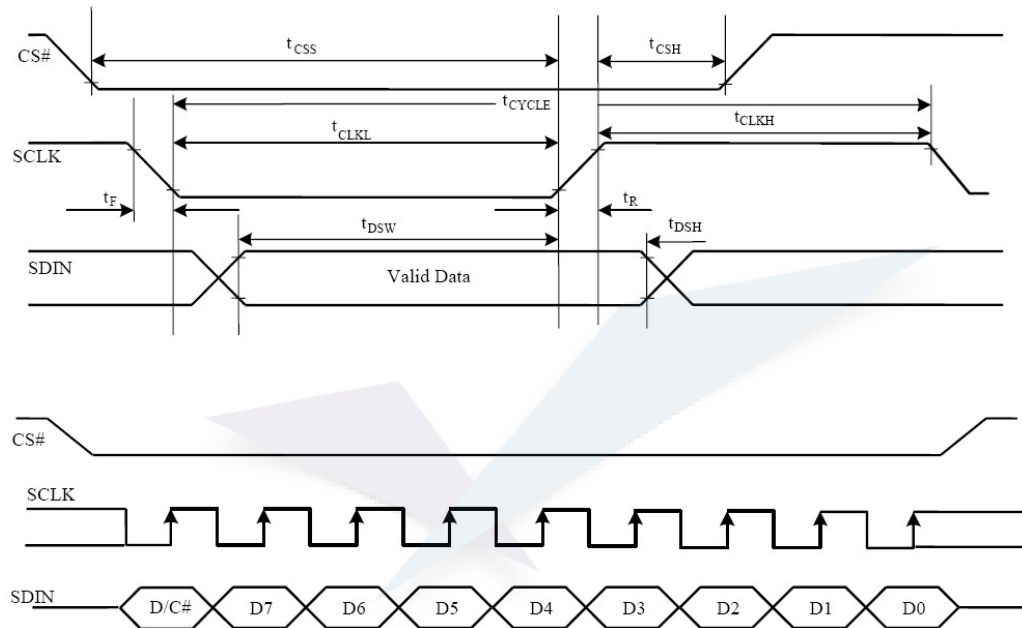 CS#
tCSS
tCSH
tCYCLE
tCLKL
tCLKH
SCLK
tF
tR
tDSW
tDSH
SDIN
Valid Data
CS#
SCLK
SDIN
D/C# D7 D6 D5 D4 D3 D2 D1 D0